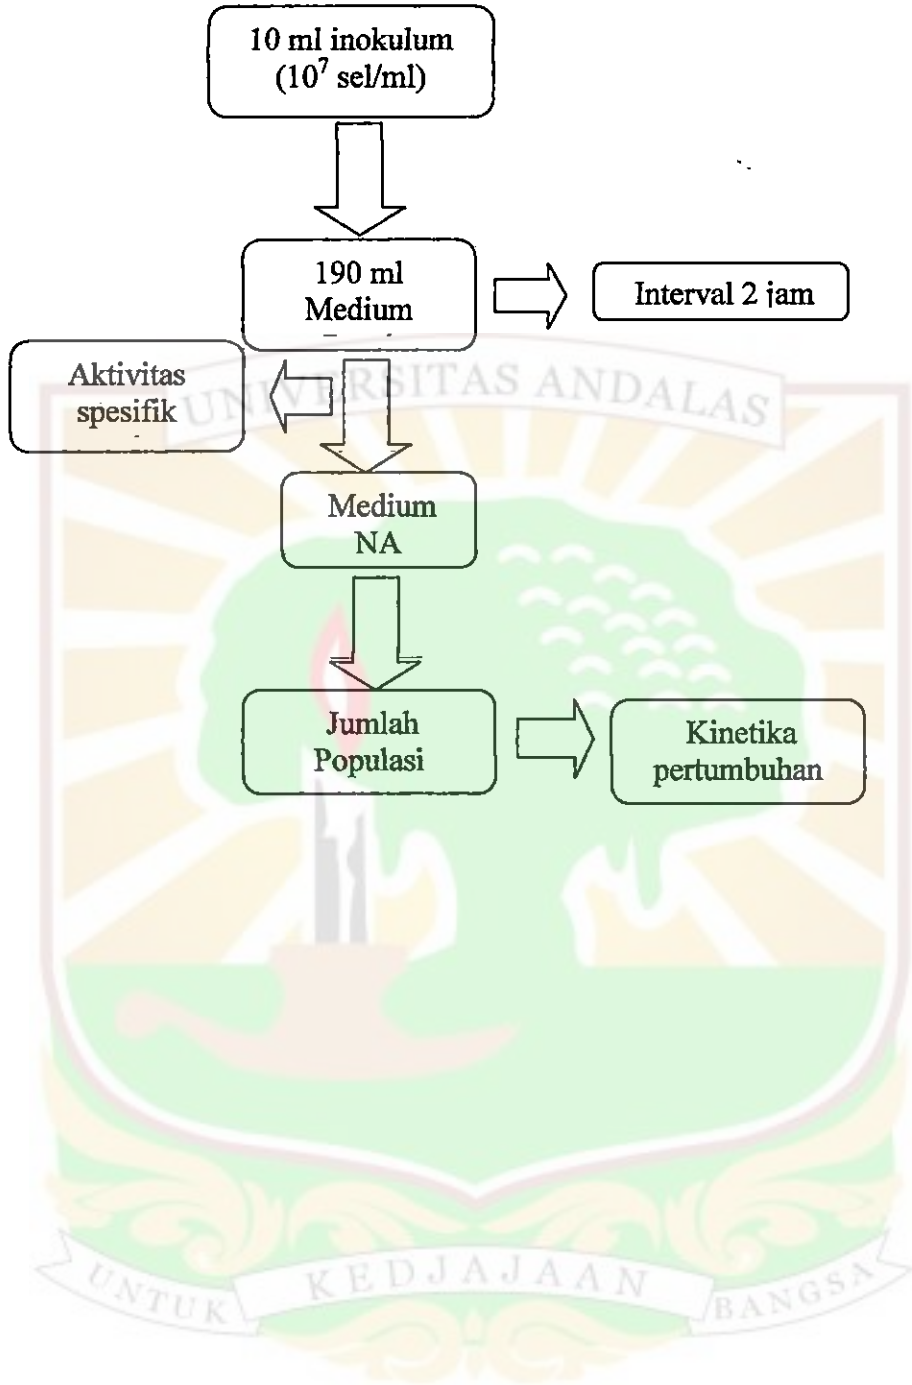 10 ml inokulum
(10⁷ sel/ml)
190 ml
Medium
Interval 2 jam
Aktivitas
spesifik
UNIVERSITAS ANDALAS
Medium
NA
Jumlah
Populasi
Kinetika
pertumbuhan
UNTUK KEDJAJAAN BANGSA